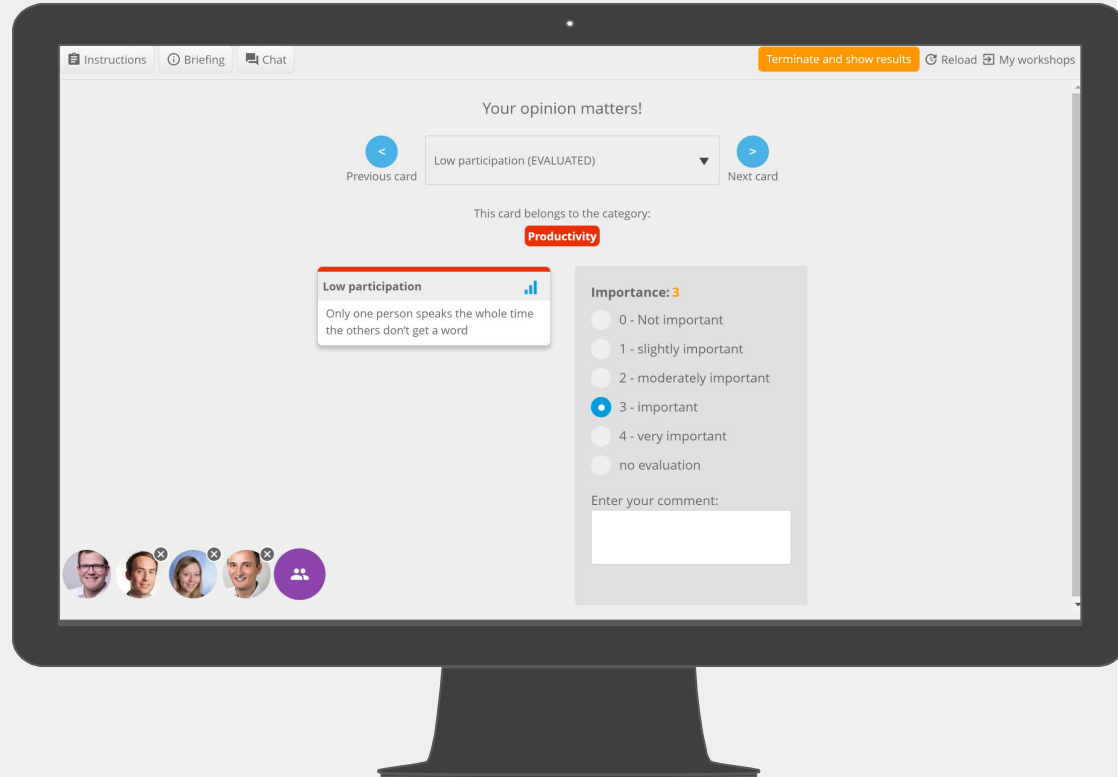 Instructions
Briefing
Chat
Terminate and show results
Reload
My workshops
Your opinion matters!
<
Previous card
Low participation (EVALUATED)
>
Next card
This card belongs to the category:
Productivity
Low participation
Only one person speaks the whole time
the others don't get a word
Importance: 3
0 - Not important
1 - slightly important
2 - moderately important
3 - important
4 - very important
no evaluation
Enter your comment: